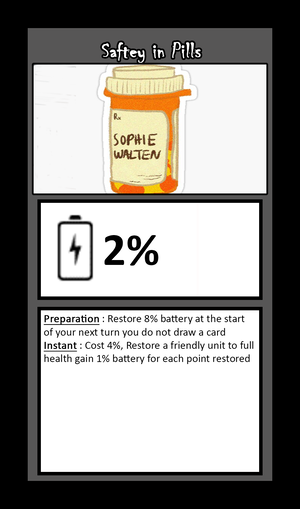 Saftey in Pills
Rx
SOPHIE
WALTEN
2%
Preparation : Restore 8% battery at the start
of your next turn you do not draw a card
Instant : Cost 4%, Restore a friendly unit to full
health gain 1% battery for each point restored